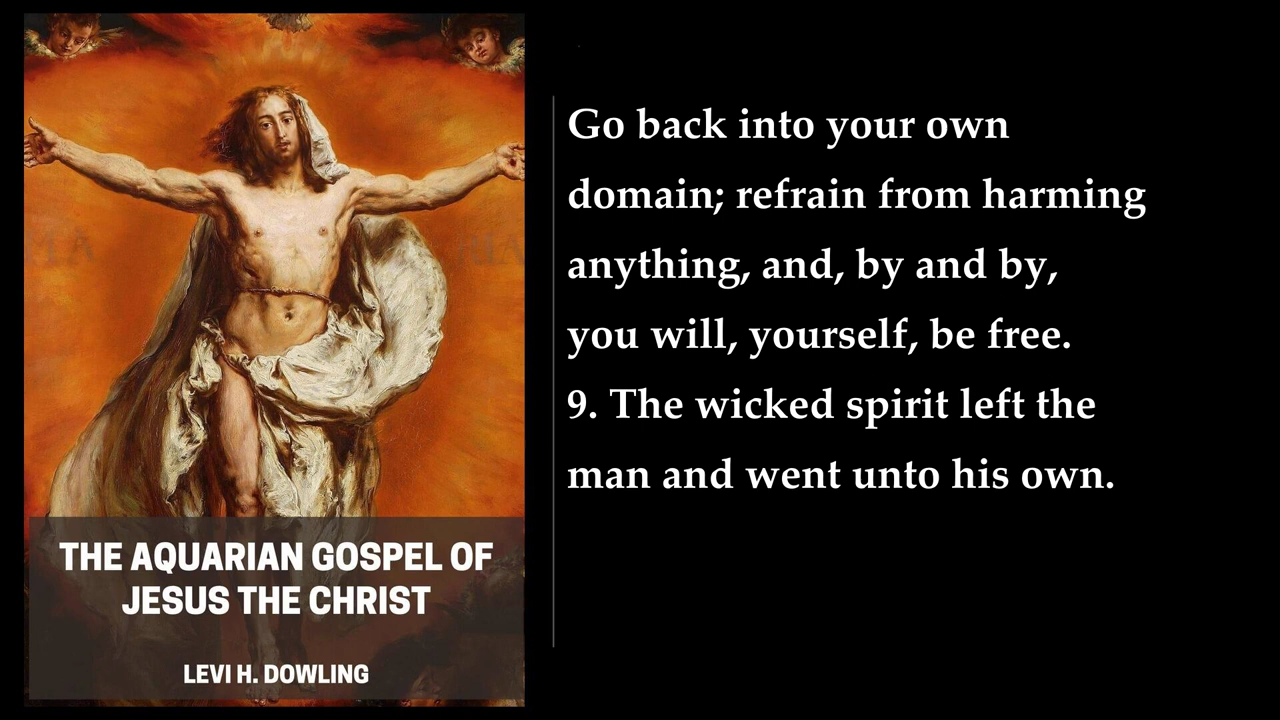 THE AQUARIAN GOSPEL OF
JESUS THE CHRIST
LEVI H. DOWLING
Go back into your own
domain; refrain from harming
anything, and, by and by,
you will, yourself, be free.
9. The wicked spirit left the
man and went unto his own.